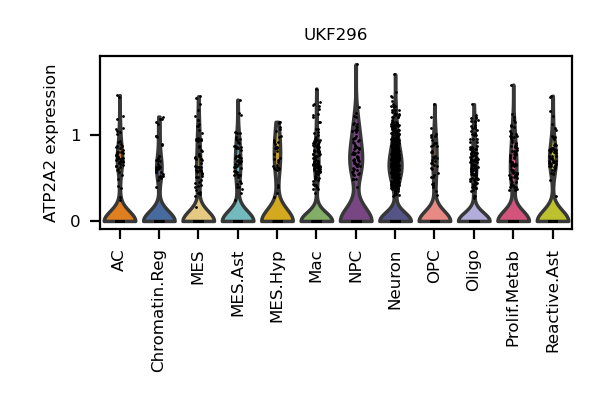 UKF296
ATP2A2 expression
1
0
AC
Chromatin.Reg
MES
MES.Ast
MES.Hyp
Mac
NPC
Neuron
OPC
Oligo
Prolif.Metab
Reactive.Ast